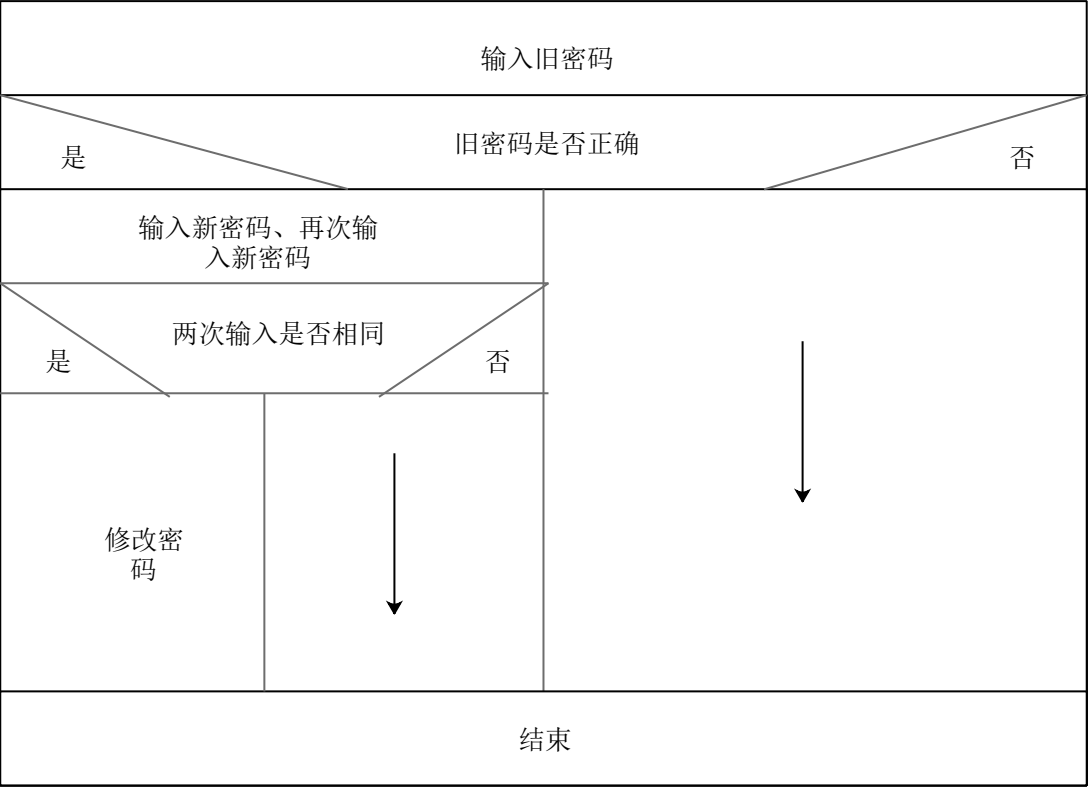 输入旧密码
旧密码是否正确
是
否
输入新密码、再次输
入新密码
两次输入是否相同
是
否
修改密
码
结束